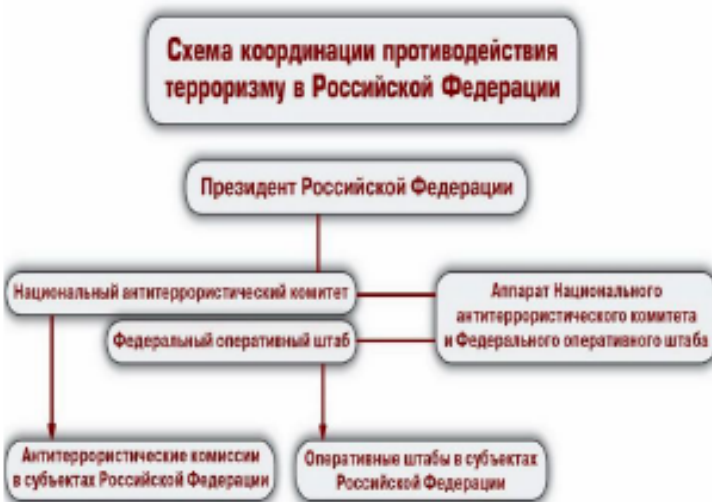 Схема координации противодействия
терроризму в Российской Федерации
Президент Российской Федерации
Национальный антитеррористический комитет
Федеральный оперативный штаб
Аппарат Национального
антитеррористического комитета
и Федерального оперативного штаба
Антитеррористические комиссии
в субъектах Российской Федерации
Оперативные штабы в субъектах
Российской Федерации